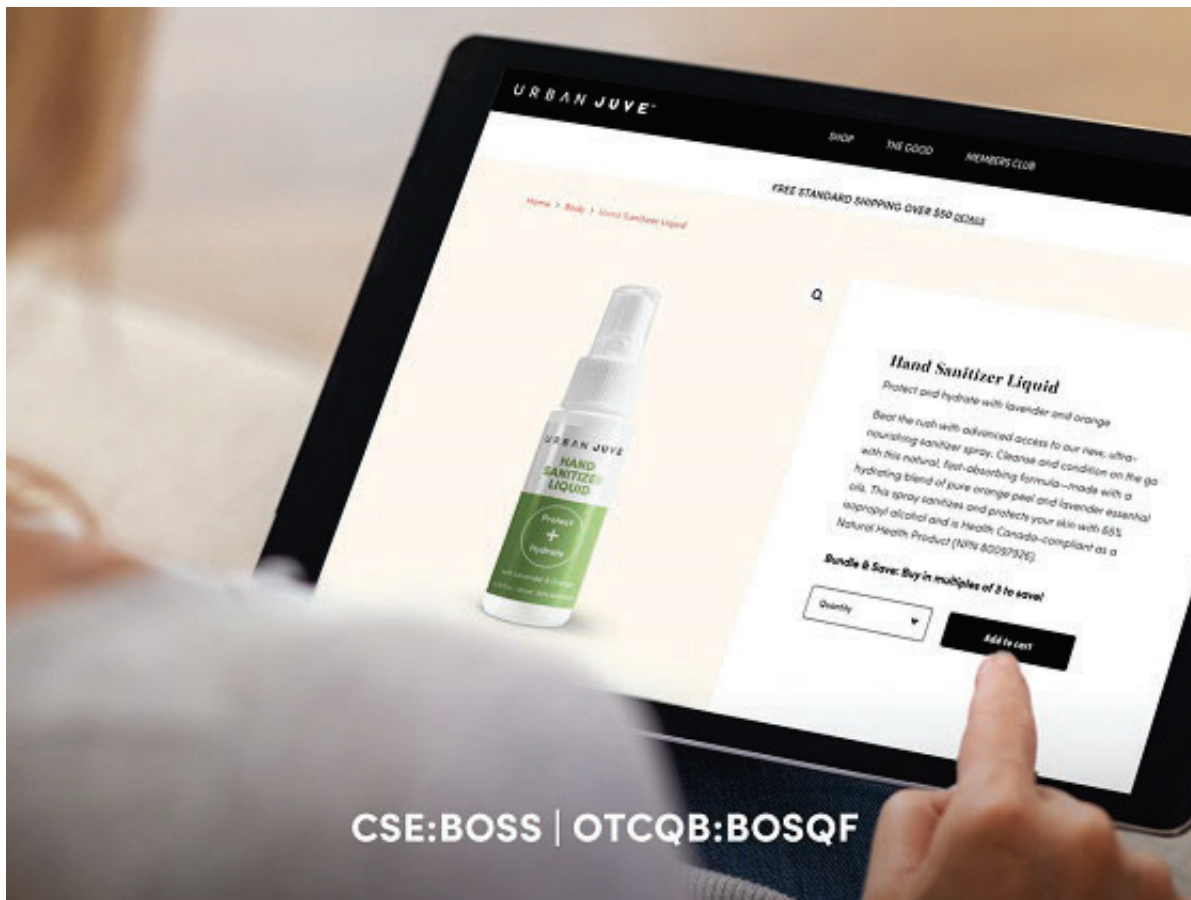 URBAN JUVE™
SHOP THE GOOD MEMBERS CLUB
FREE STANDARD SHIPPING OVER $50 DETAILS
Home > Body > Hand Sanitizer Liquid
URBAN JUVE
HAND
SANITIZER
LIQUID
Protect
+
Hydrate
with Lavender & Orange
Hand Sanitizer Liquid
Protect and hydrate with lavender and orange
Beat the rush with advanced access to our new, ultra-
nourishing sanitizer spray. Cleanse and condition on the go
with this natural, fast-absorbing formula—made with a
hydrating blend of pure orange peel and lavender essential
oils. This spray sanitizes and protects your skin with 65%
isopropyl alcohol and is Health Canada-compliant as a
Natural Health Product (NPN 80097926).
Bundle & Save: Buy in multiples of 3 to save!
Quantity
Add to cart
CSE:BOSS | OTCQB:BOSQF